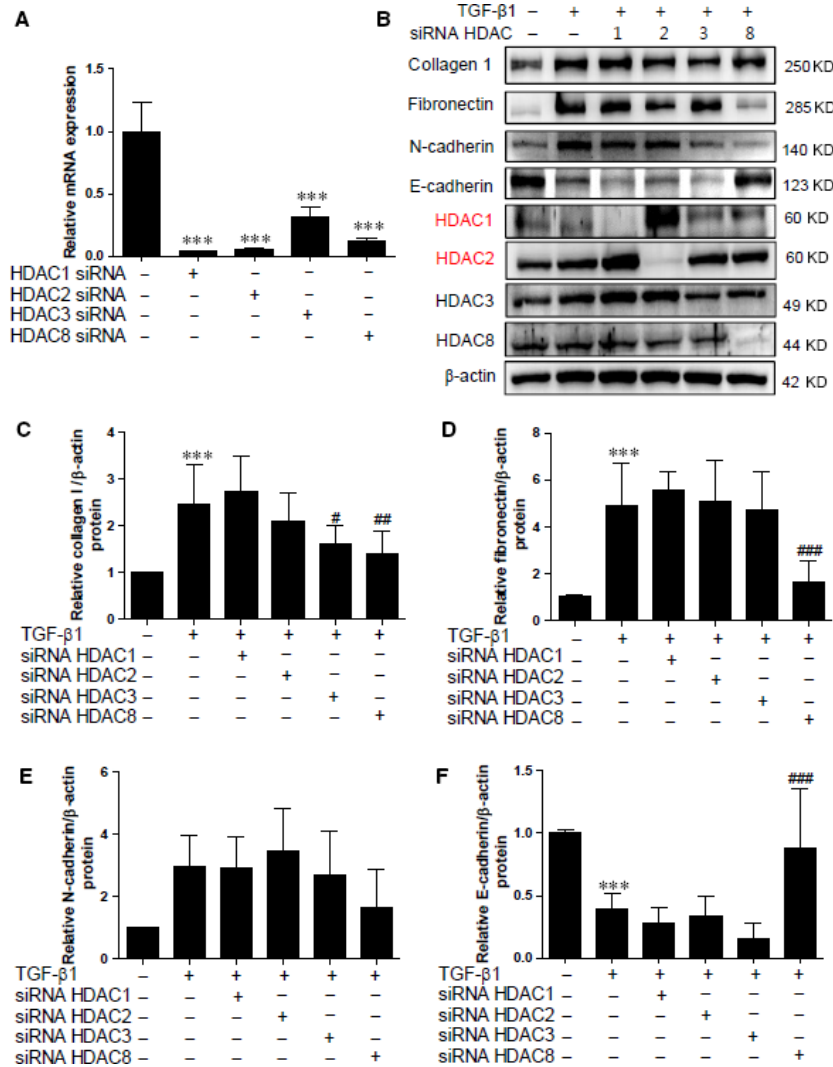 A
Relative mRNA expression
1.5
1.0
0.5
0.0
*** *** *** ***
HDAC1 siRNA – + – – –
HDAC2 siRNA – – + – –
HDAC3 siRNA – – – + –
HDAC8 siRNA – – – – +
B
TGF-β1 – + + + + +
siRNA HDAC – – 1 2 3 8
Collagen 1 250 KD
Fibronectin 285 KD
N-cadherin 140 KD
E-cadherin 123 KD
HDAC1 60 KD
HDAC2 60 KD
HDAC3 49 KD
HDAC8 44 KD
β-actin 42 KD
C
Relative collagen I /β-actin
protein
4
3
2
1
0
*** # ##
TGF-β1 – + + + + +
siRNA HDAC1 – – + – – –
siRNA HDAC2 – – – + – –
siRNA HDAC3 – – – – + –
siRNA HDAC8 – – – – – +
D
Relative fibronectin/β-actin
protein
8
6
4
2
0
*** ###
TGF-β1 – + + + + +
siRNA HDAC1 – – + – – –
siRNA HDAC2 – – – + – –
siRNA HDAC3 – – – – + –
siRNA HDAC8 – – – – – +
E
Relative N-cadherin/β-actin
protein
6
4
2
0
TGF-β1 – + + + + +
siRNA HDAC1 – – + – – –
siRNA HDAC2 – – – + – –
siRNA HDAC3 – – – – + –
siRNA HDAC8 – – – – – +
F
Relative E-cadherin/β-actin
protein
1.5
1.0
0.5
0.0
*** ###
TGF-β1 – + + + + +
siRNA HDAC1 – – + – – –
siRNA HDAC2 – – – + – –
siRNA HDAC3 – – – – + –
siRNA HDAC8 – – – – – +